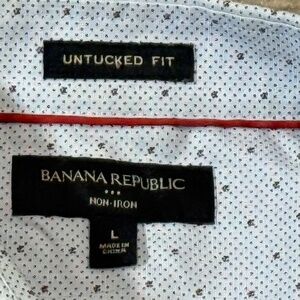 UNTUCKED FIT
BANANA REPUBLIC
NON-IRON
L
MADE IN
CHINA